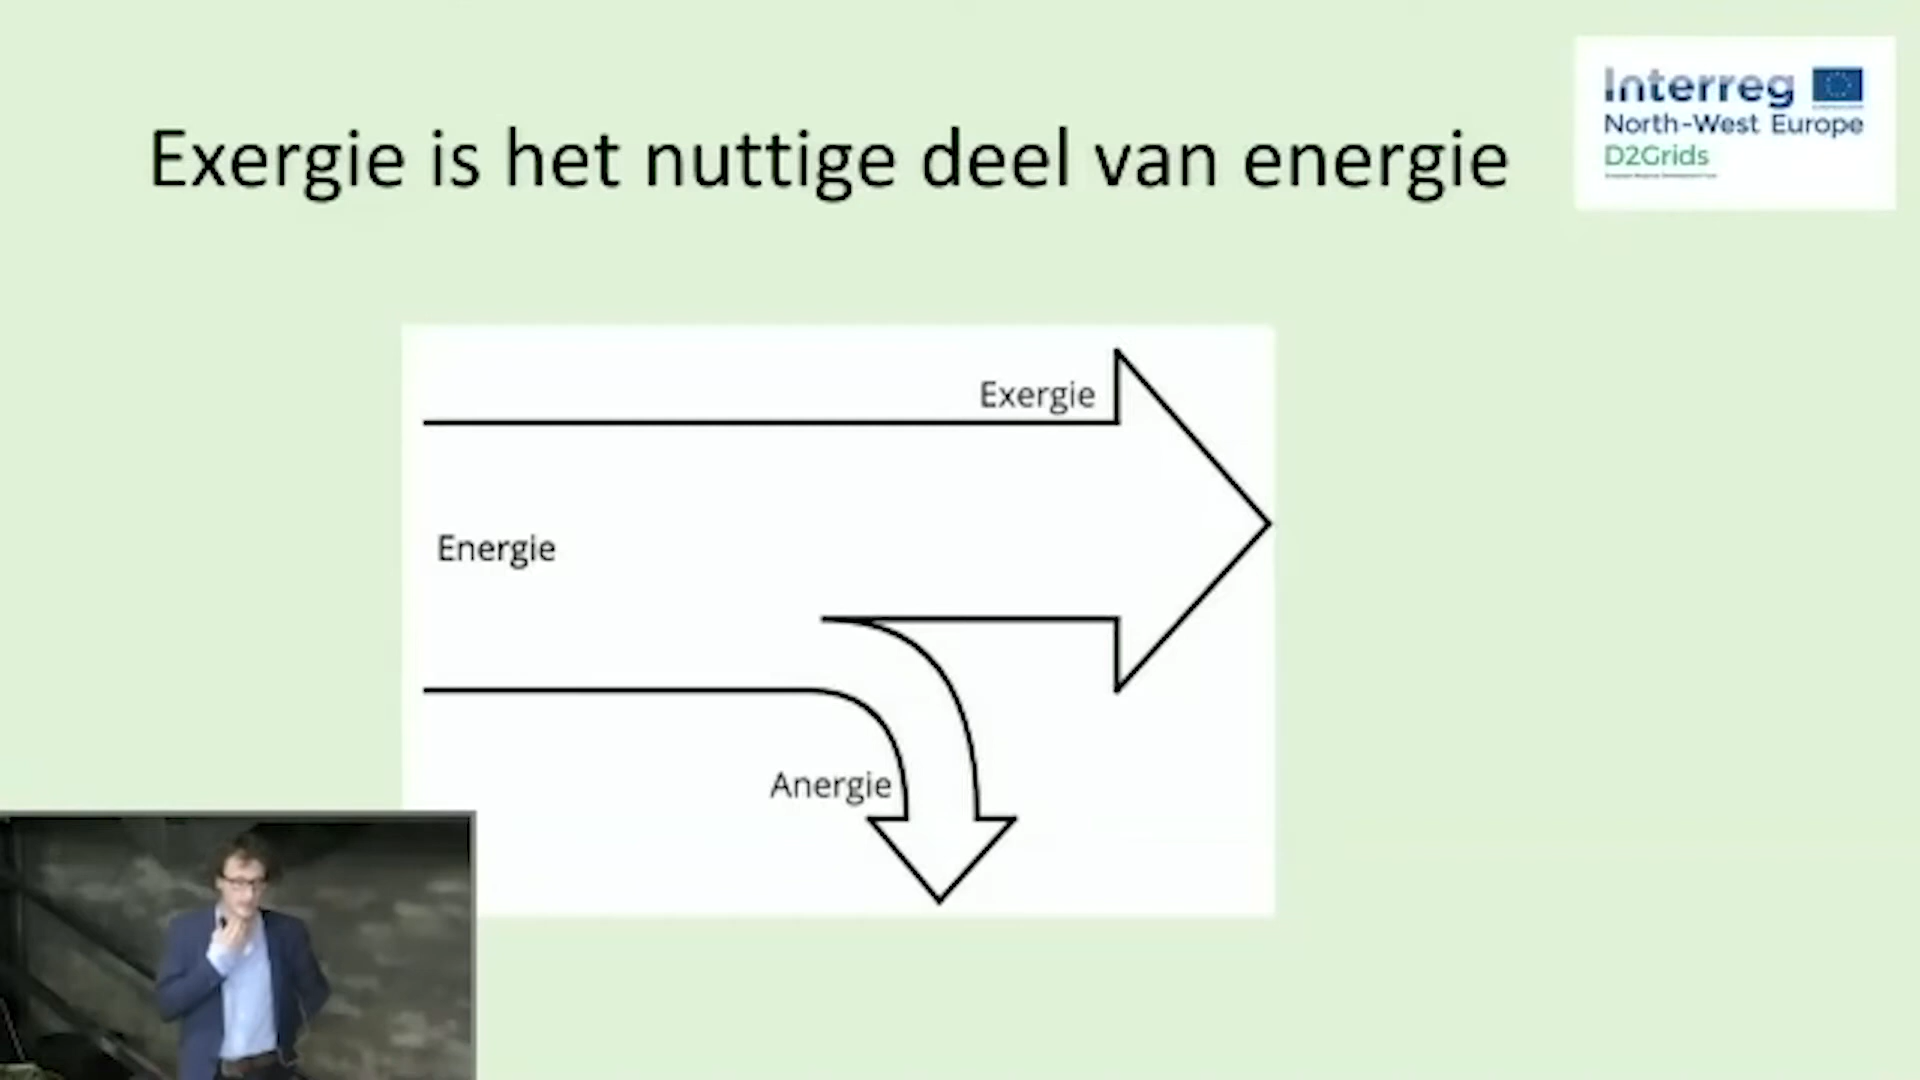 Exergie is het nuttige deel van energie
Interreg
North-West Europe
D2Grids
Exergie
Energie
Anergie